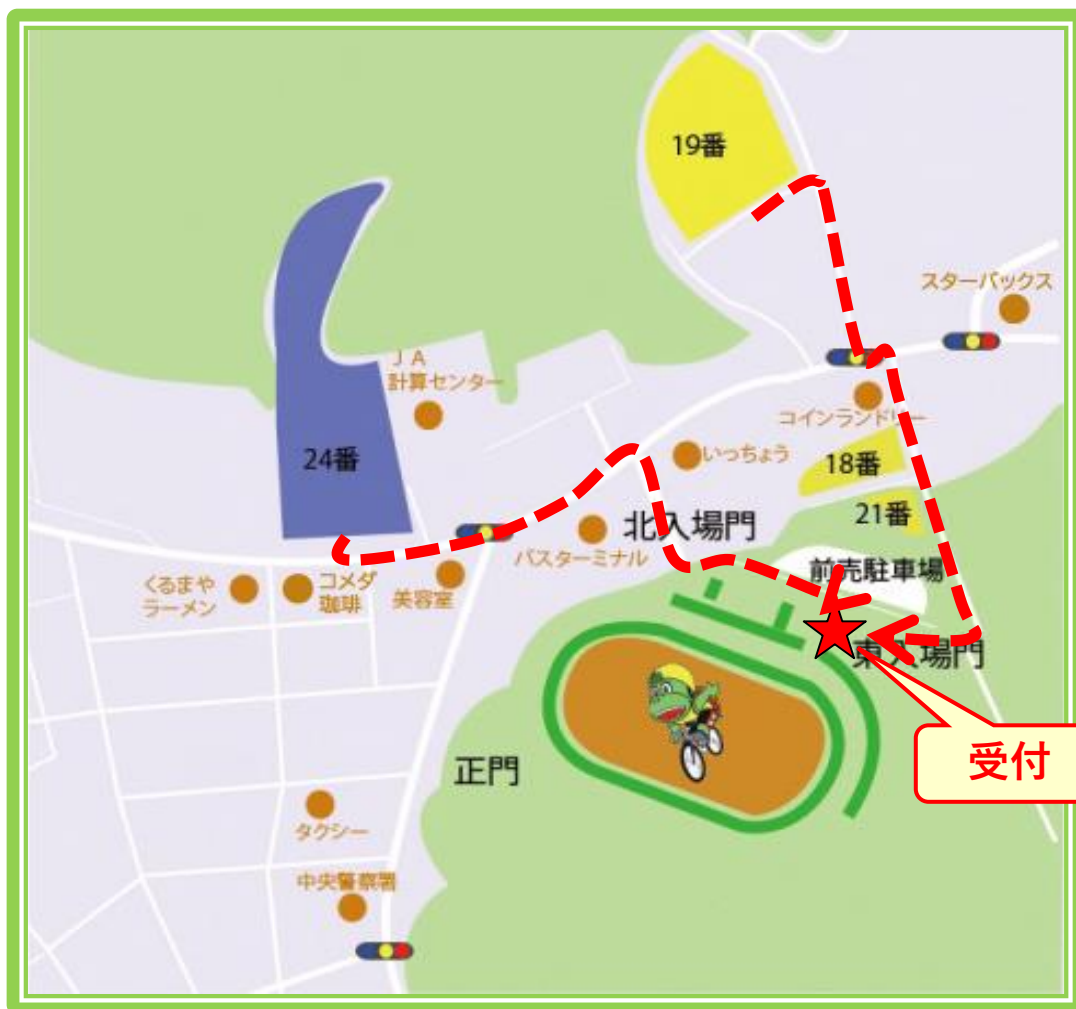 19番
スターバックス
ＪＡ
計算センター
コインランドリー
24番
いっちょう
18番
北入場門
21番
バスターミナル
前売駐車場
くるまや
ラーメン
コメダ
珈琲
美容室
東入場門
受付
正門
タクシー
中央警察署